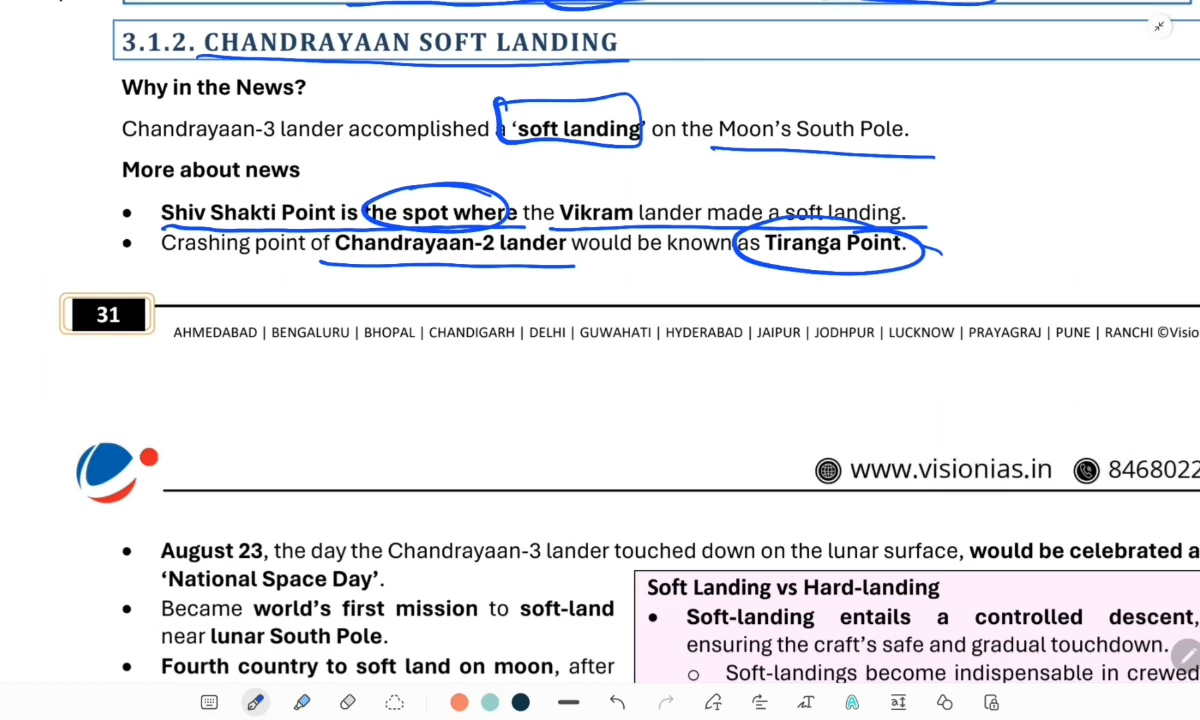 3.1.2. CHANDRAYAAN SOFT LANDING
Why in the News?
Chandrayaan-3 lander accomplished a ‘soft landing’ on the Moon’s South Pole.
More about news
• Shiv Shakti Point is the spot where the Vikram lander made a soft landing.
• Crashing point of Chandrayaan-2 lander would be known as Tiranga Point.
31
AHMEDABAD | BENGALURU | BHOPAL | CHANDIGARH | DELHI | GUWAHATI | HYDERABAD | JAIPUR | JODHPUR | LUCKNOW | PRAYAGRAJ | PUNE | RANCHI ©Visio
www.visionias.in 8468022
• August 23, the day the Chandrayaan-3 lander touched down on the lunar surface, would be celebrated a
‘National Space Day’.
• Became world’s first mission to soft-land
near lunar South Pole.
• Fourth country to soft land on moon, after
Soft Landing vs Hard-landing
• Soft-landing entails a controlled descent,
ensuring the craft’s safe and gradual touchdown.
o Soft-landings become indispensable in crewed